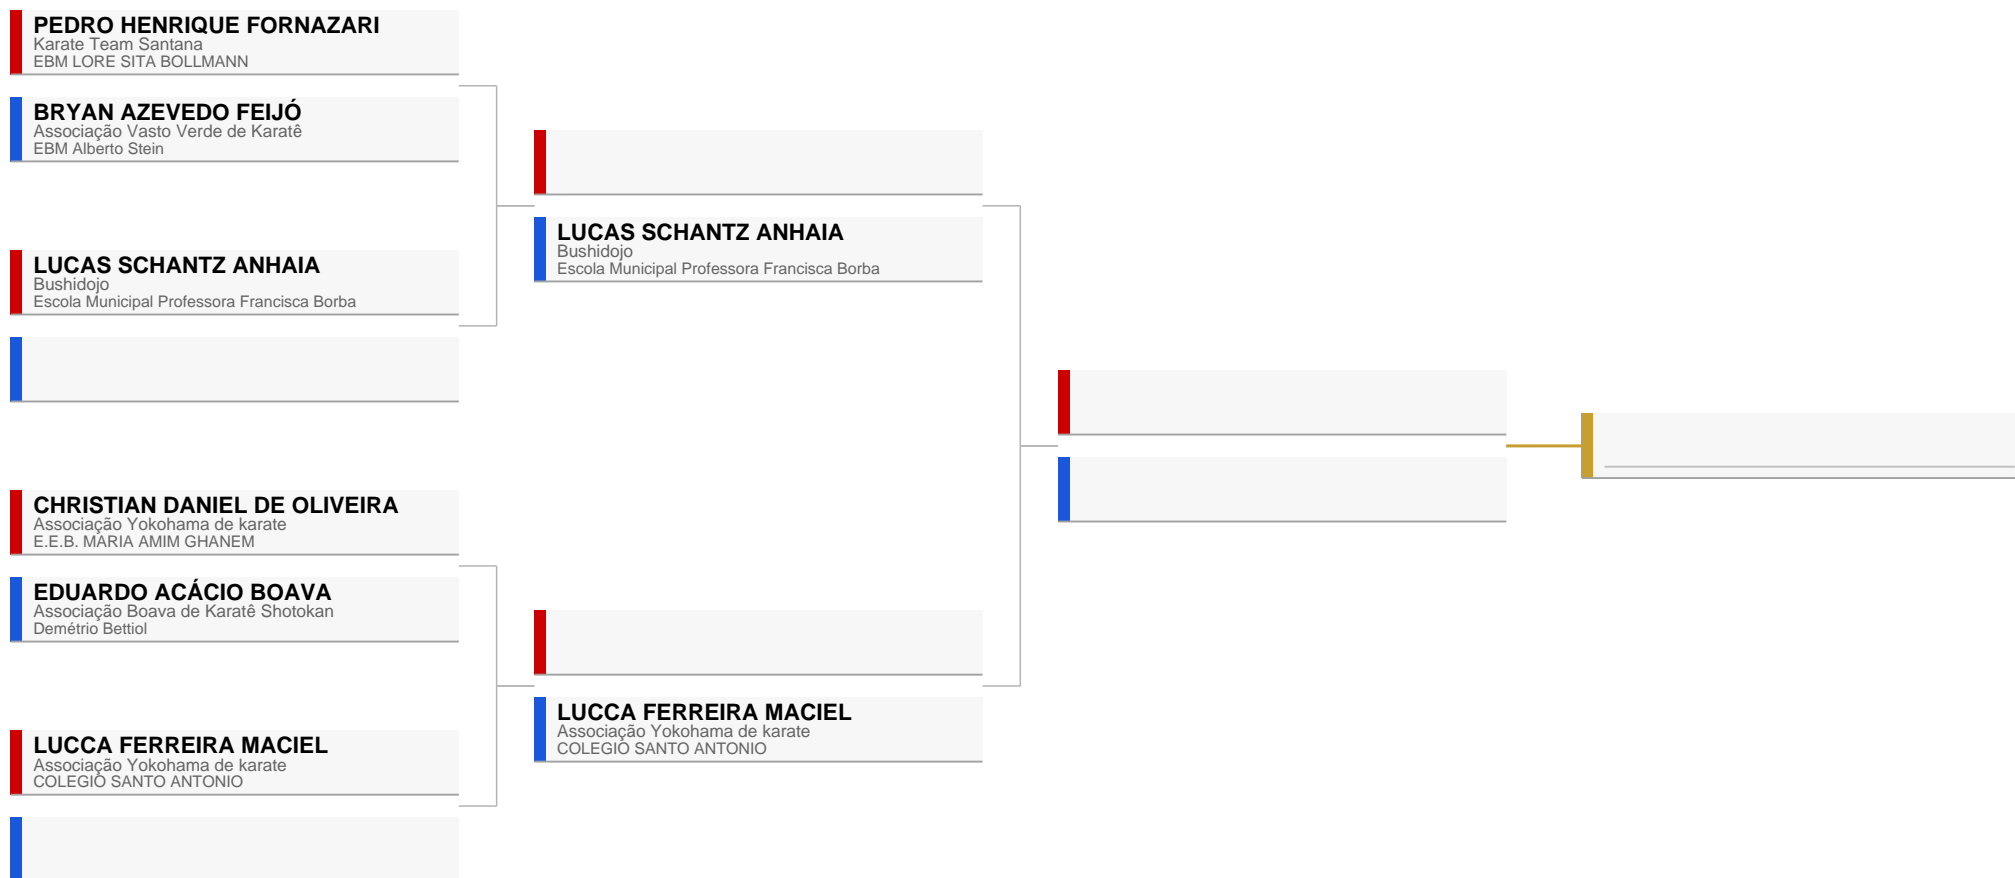 PEDRO HENRIQUE FORNAZARI
Karate Team Santana
EBM LORE SITA BOLLMANN
BRYAN AZEVEDO FEIJÓ
Associação Vasto Verde de Karatê
EBM Alberto Stein
LUCAS SCHANTZ ANHAIA
Bushidojo
Escola Municipal Professora Francisca Borba
CHRISTIAN DANIEL DE OLIVEIRA
Associação Yokohama de karate
E.E.B. MARIA AMIM GHANEM
EDUARDO ACÁCIO BOAVA
Associação Boava de Karatê Shotokan
Demétrio Bettiol
LUCCA FERREIRA MACIEL
Associação Yokohama de karate
COLEGIO SANTO ANTONIO
LUCAS SCHANTZ ANHAIA
Bushidojo
Escola Municipal Professora Francisca Borba
LUCCA FERREIRA MACIEL
Associação Yokohama de karate
COLEGIO SANTO ANTONIO